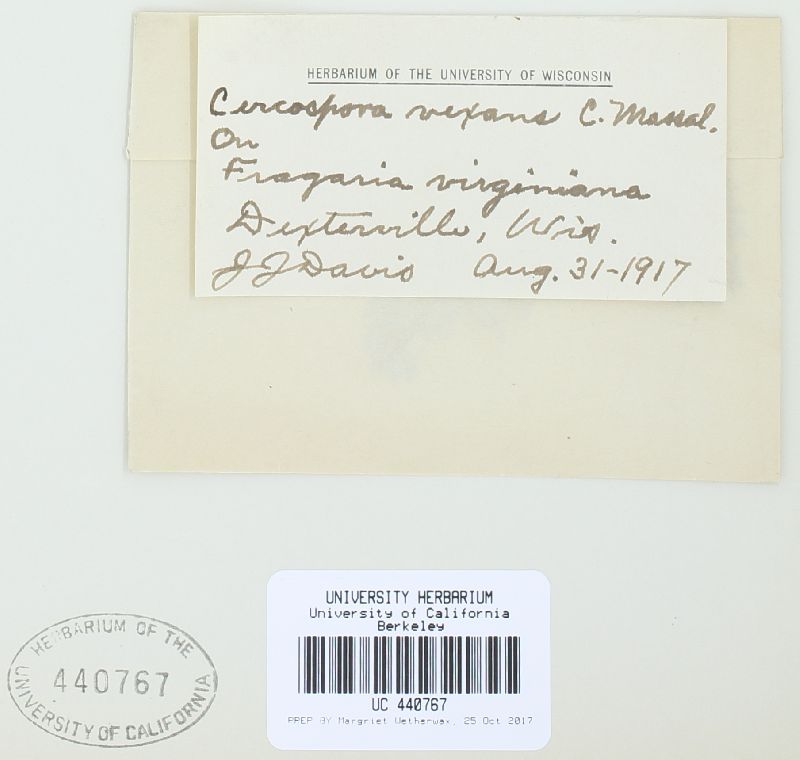 HERBARIUM OF THE UNIVERSITY OF WISCONSIN
Cercospora vexans C. Massal.
On
Fragaria virginiana
Dexterville, Wis.
J J Davis Aug. 31-1917
UNIVERSITY HERBARIUM
University of California
Berkeley
UC 440767
PREP BY Margriet Wetherwax, 25 Oct 2017
HERBARIUM OF THE
440767
UNIVERSITY OF CALIFORNIA